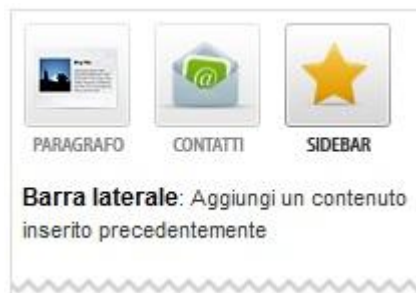 PARAGRAFO CONTATTI SIDEBAR
Barra laterale: Aggiungi un contenuto
inserito precedentemente